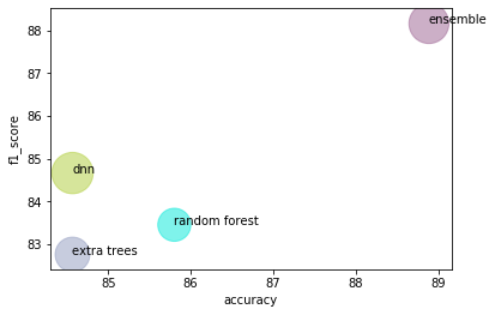 88
87
86
85
84
83
f1_score
ensemble
dnn
random forest
extra trees
85
86
87
88
89
accuracy